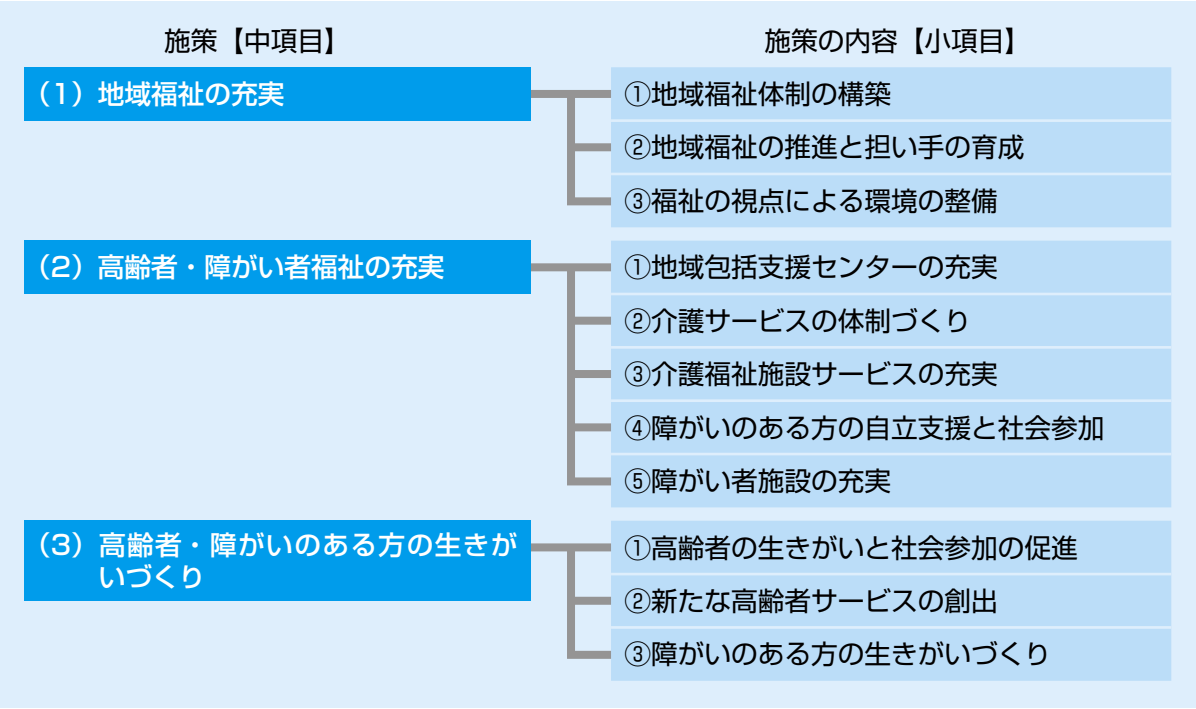 施策【中項目】
施策の内容【小項目】
（1）地域福祉の充実
①地域福祉体制の構築
②地域福祉の推進と担い手の育成
③福祉の視点による環境の整備
（2）高齢者・障がい者福祉の充実
①地域包括支援センターの充実
②介護サービスの体制づくり
③介護福祉施設サービスの充実
④障がいのある方の自立支援と社会参加
⑤障がい者施設の充実
（3）高齢者・障がいのある方の生きが
いづくり
①高齢者の生きがいと社会参加の促進
②新たな高齢者サービスの創出
③障がいのある方の生きがいづくり